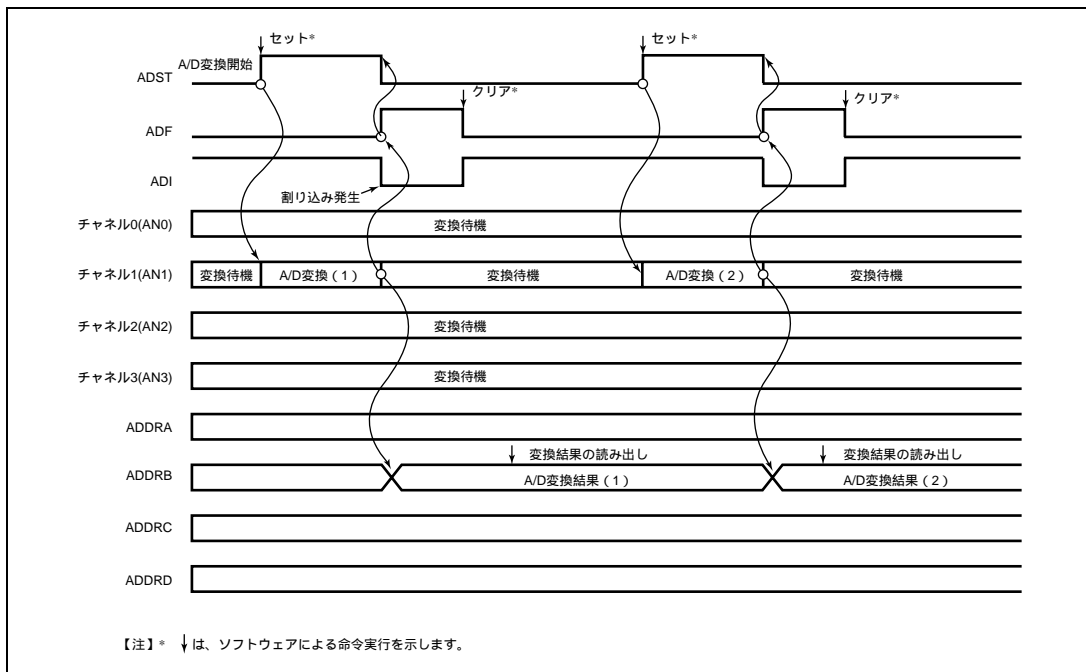 セット* セット*
A/D変換開始
ADST
クリア* クリア*
ADF
ADI
割り込み発生
チャネル0(AN0) 変換待機
チャネル1(AN1) 変換待機 A/D変換（1） 変換待機 A/D変換（2） 変換待機
チャネル2(AN2) 変換待機
チャネル3(AN3) 変換待機
ADDRA
変換結果の読み出し 変換結果の読み出し
ADDRB A/D変換結果（1） A/D変換結果（2）
ADDRC
ADDRD
【注】* ↓は、ソフトウェアによる命令実行を示します。